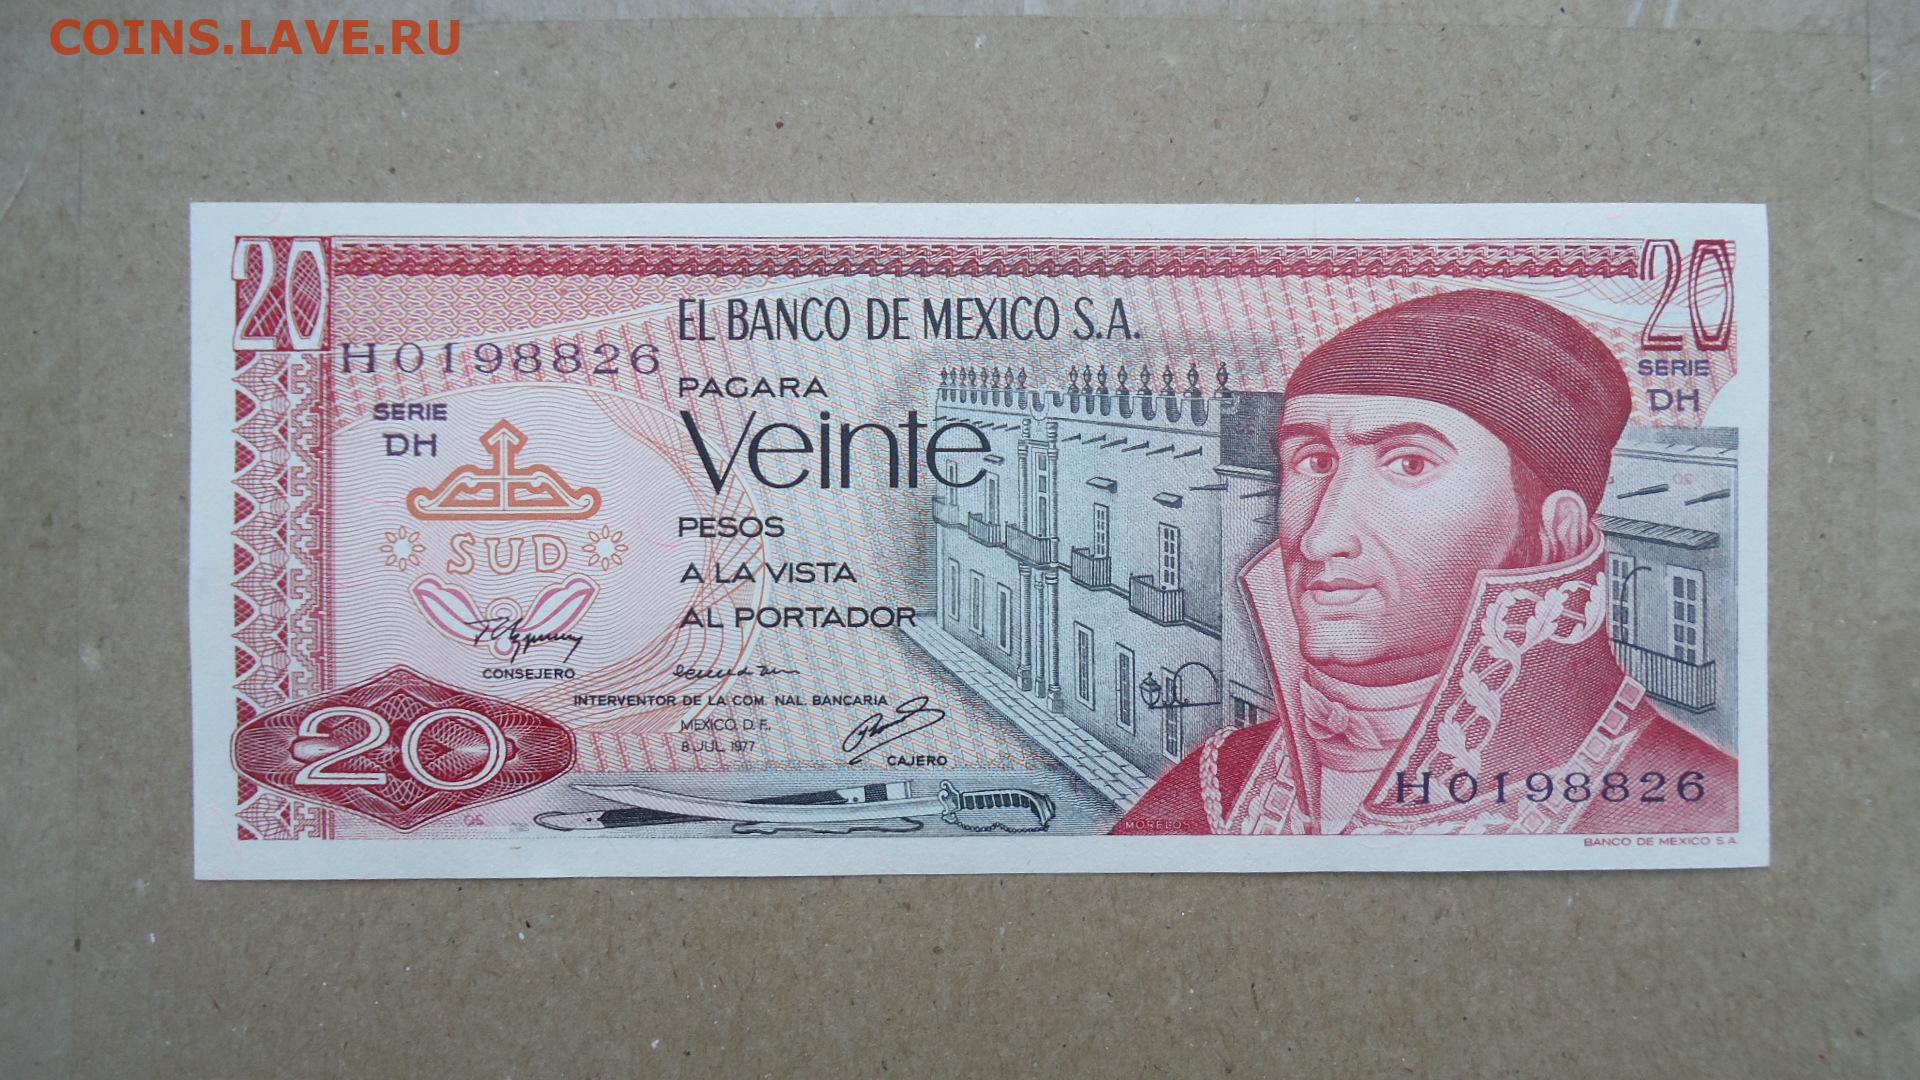 COINS.LAVE.RU
20
20
EL BANCO DE MEXICO S.A.
H0198826
PAGARA
SERIE
DH
SERIE
DH
Veinte
PESOS
SUD
A LA VISTA
AL PORTADOR
CONSEJERO
INTERVENTOR DE LA COM. NAL. BANCARIA
MEXICO, D. F.,
8 JUL. 1977
CAJERO
20
H0198826
MORELOS
BANCO DE MEXICO S.A.